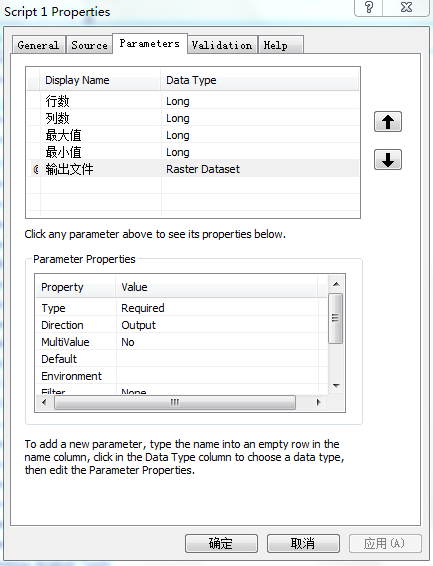 Script 1 Properties
General Source Parameters Validation Help
Display Name Data Type
行数 Long
列数 Long
最大值 Long
最小值 Long
输出文件 Raster Dataset
Click any parameter above to see its properties below.
Parameter Properties
Property Value
Type Required
Direction Output
MultiValue No
Default
Environment
Filter None
To add a new parameter, type the name into an empty row in the
name column, click in the Data Type column to choose a data type,
then edit the Parameter Properties.
确定 取消 应用(A)